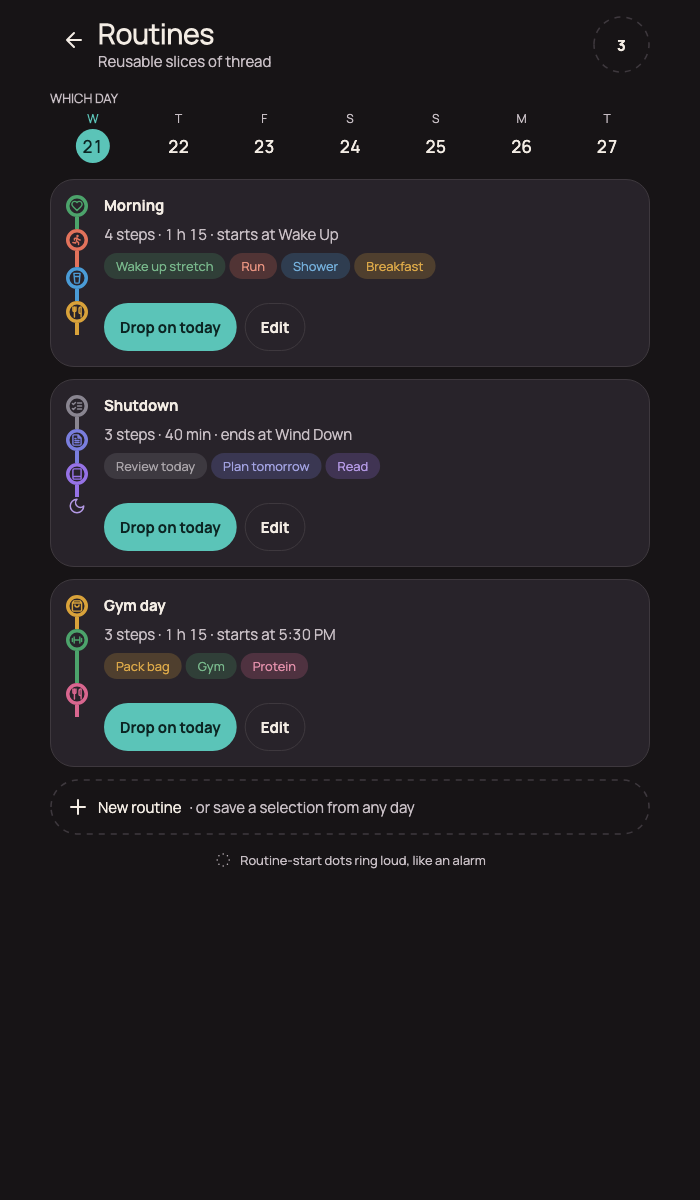 Routines
Reusable slices of thread
3
WHICH DAY
W T F S S M T
21 22 23 24 25 26 27
Morning
4 steps · 1 h 15 · starts at Wake Up
Wake up stretch Run Shower Breakfast
Drop on today Edit
Shutdown
3 steps · 40 min · ends at Wind Down
Review today Plan tomorrow Read
Drop on today Edit
Gym day
3 steps · 1 h 15 · starts at 5:30 PM
Pack bag Gym Protein
Drop on today Edit
New routine · or save a selection from any day
Routine-start dots ring loud, like an alarm